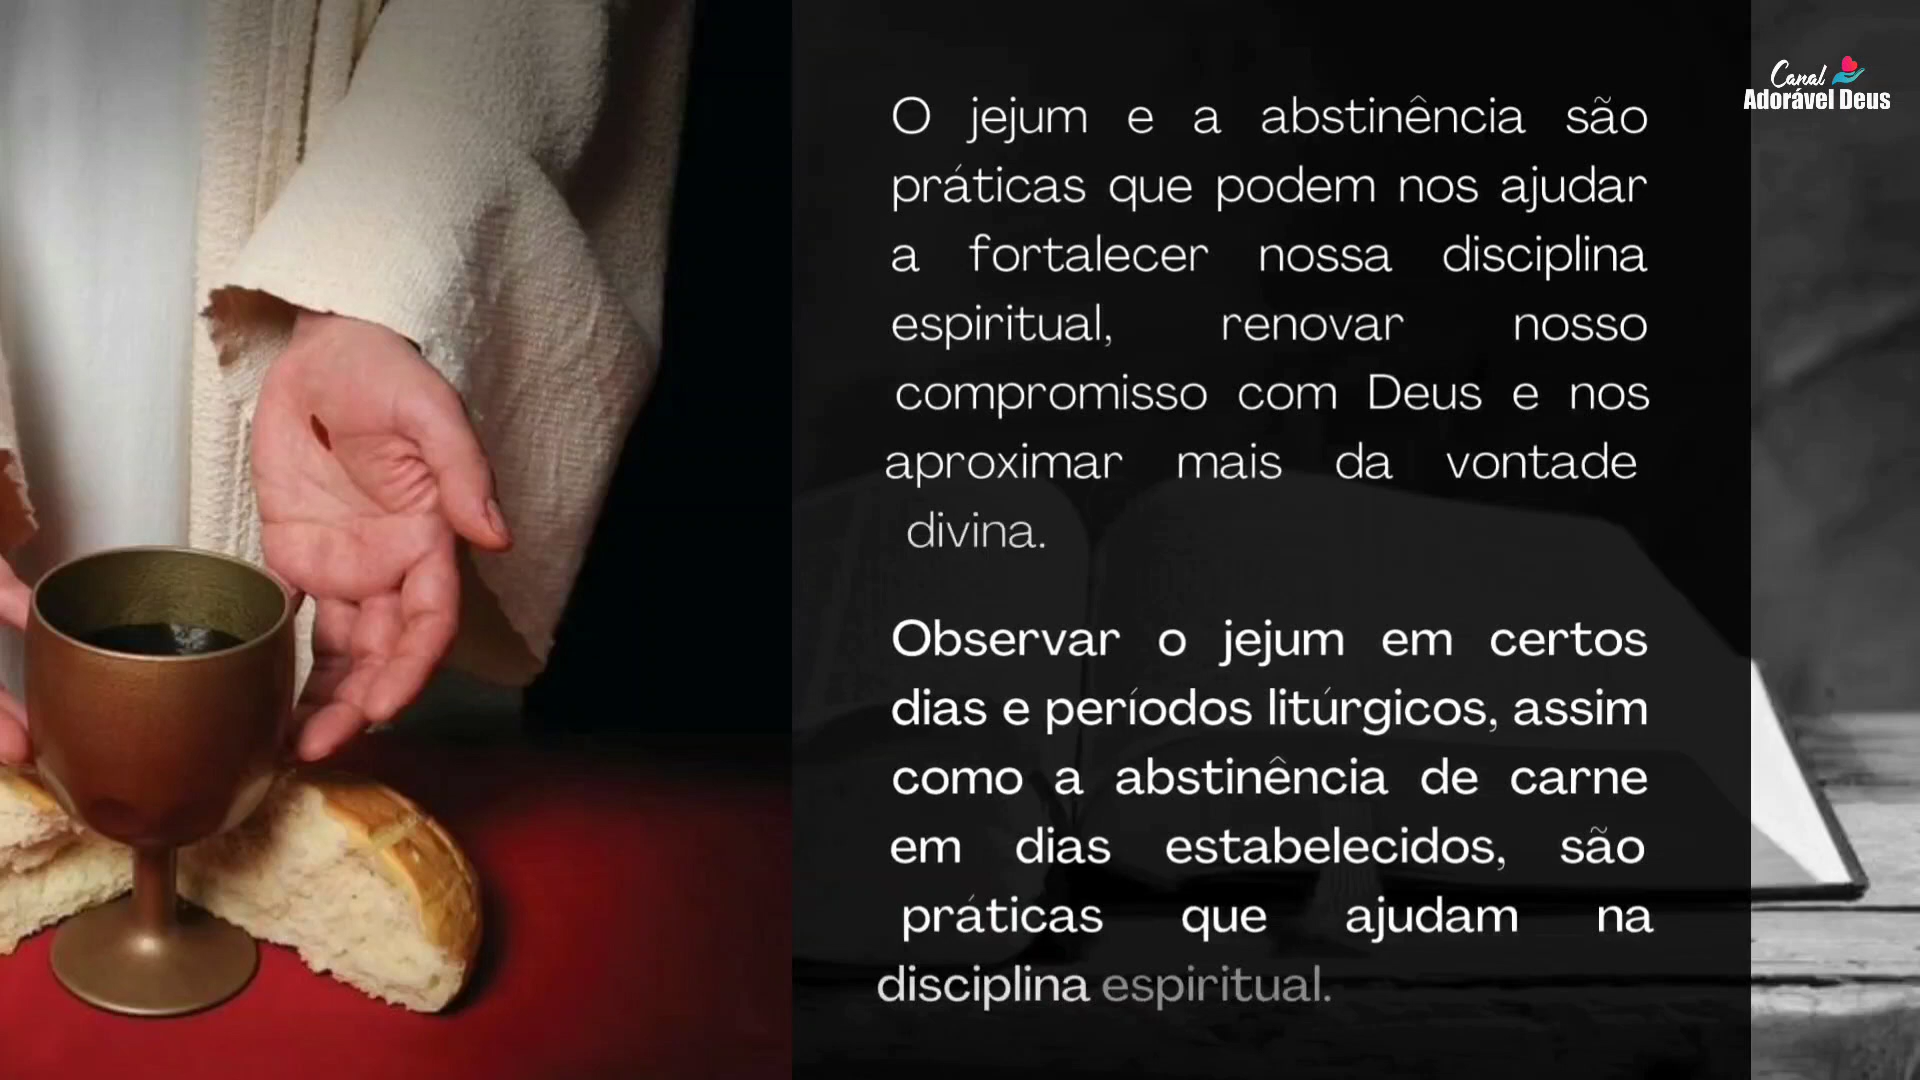 Canal
Adorável Deus
O jejum e a abstinência são
práticas que podem nos ajudar
a fortalecer nossa disciplina
espiritual, renovar nosso
compromisso com Deus e nos
aproximar mais da vontade
divina.
Observar o jejum em certos
dias e períodos litúrgicos, assim
como a abstinência de carne
em dias estabelecidos, são
práticas que ajudam na
disciplina espiritual.